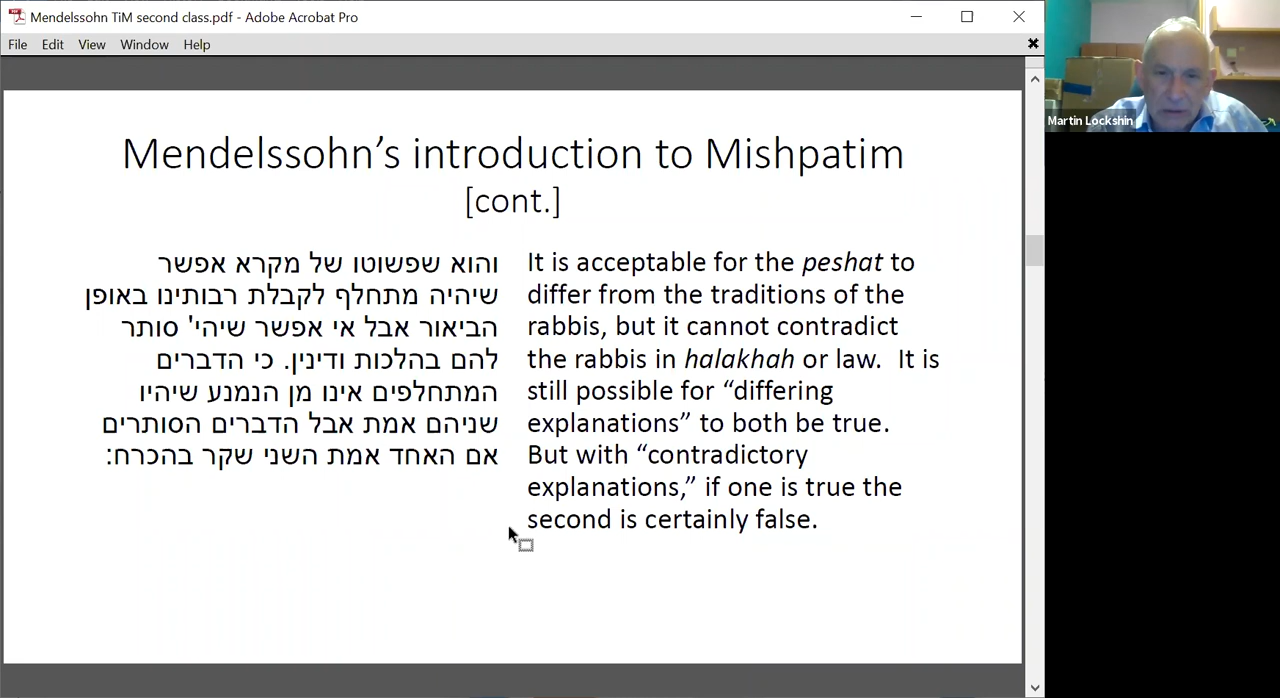 Mendelssohn TiM second class.pdf - Adobe Acrobat Pro
File Edit View Window Help
Martin Lockshin
Mendelssohn’s introduction to Mishpatim
[cont.]
והוא שפשוטו של מקרא אפשר
שיהיה מתחלף לקבלת רבותינו באופן
הביאור אבל אי אפשר שיהי' סותר
להם בהלכות ודינין. כי הדברים
המתחלפים אינו מן הנמנע שיהיו
שניהם אמת אבל הדברים הסותרים
אם האחד אמת השני שקר בהכרח:
It is acceptable for the peshat to
differ from the traditions of the
rabbis, but it cannot contradict
the rabbis in halakhah or law.  It is
still possible for “differing
explanations” to both be true.
But with “contradictory
explanations,” if one is true the
second is certainly false.